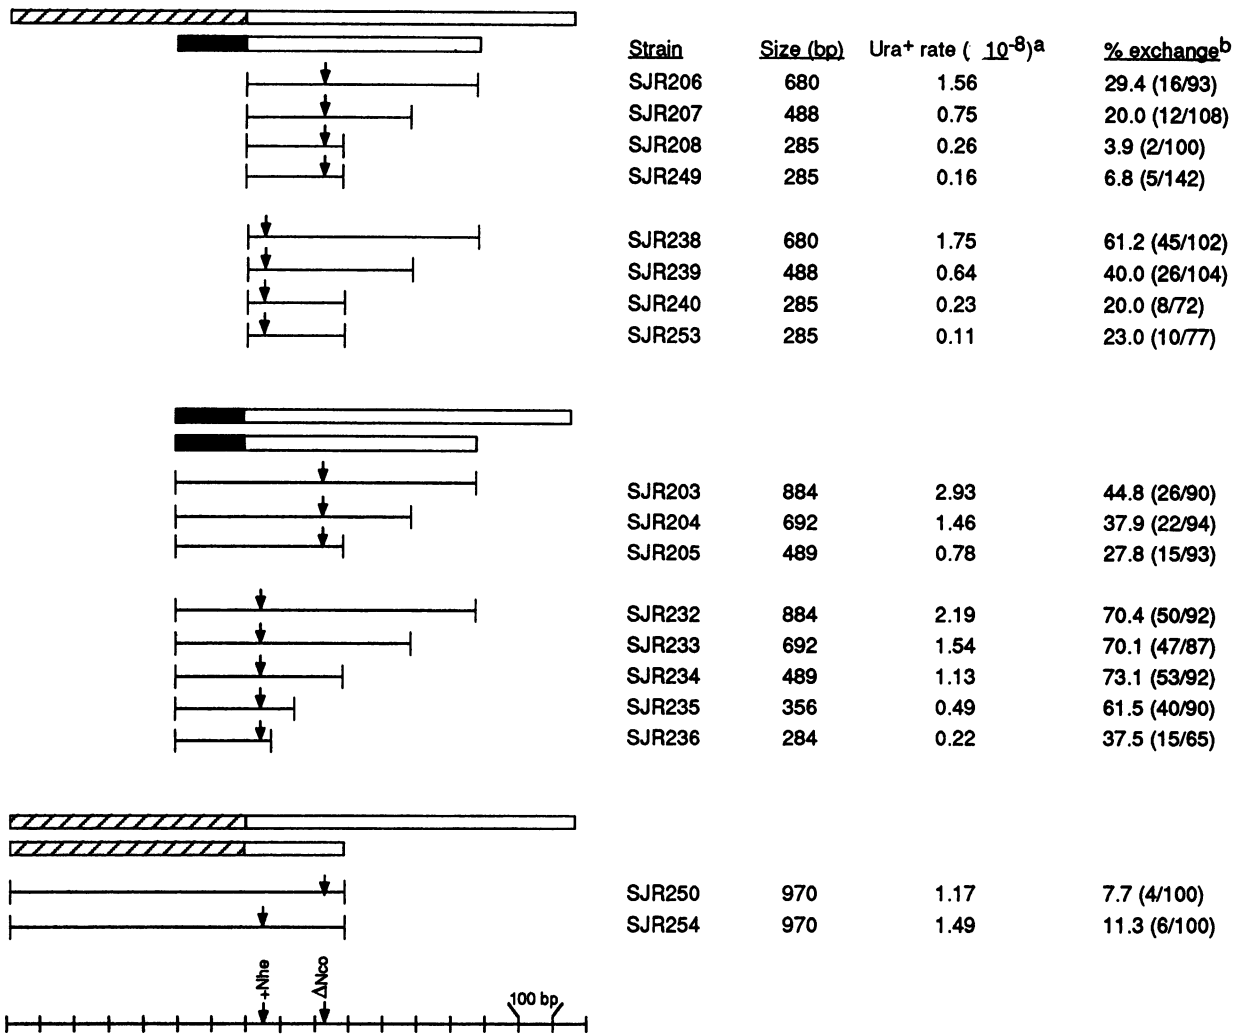 Strain Size (bp) Ura+ rate ( 10-8)a % exchangeb
SJR206 680 1.56 29.4 (16/93)
SJR207 488 0.75 20.0 (12/108)
SJR208 285 0.26 3.9 (2/100)
SJR249 285 0.16 6.8 (5/142)
SJR238 680 1.75 61.2 (45/102)
SJR239 488 0.64 40.0 (26/104)
SJR240 285 0.23 20.0 (8/72)
SJR253 285 0.11 23.0 (10/77)
SJR203 884 2.93 44.8 (26/90)
SJR204 692 1.46 37.9 (22/94)
SJR205 489 0.78 27.8 (15/93)
SJR232 884 2.19 70.4 (50/92)
SJR233 692 1.54 70.1 (47/87)
SJR234 489 1.13 73.1 (53/92)
SJR235 356 0.49 61.5 (40/90)
SJR236 284 0.22 37.5 (15/65)
SJR250 970 1.17 7.7 (4/100)
SJR254 970 1.49 11.3 (6/100)
+Nhe
ΔNco
100 bp